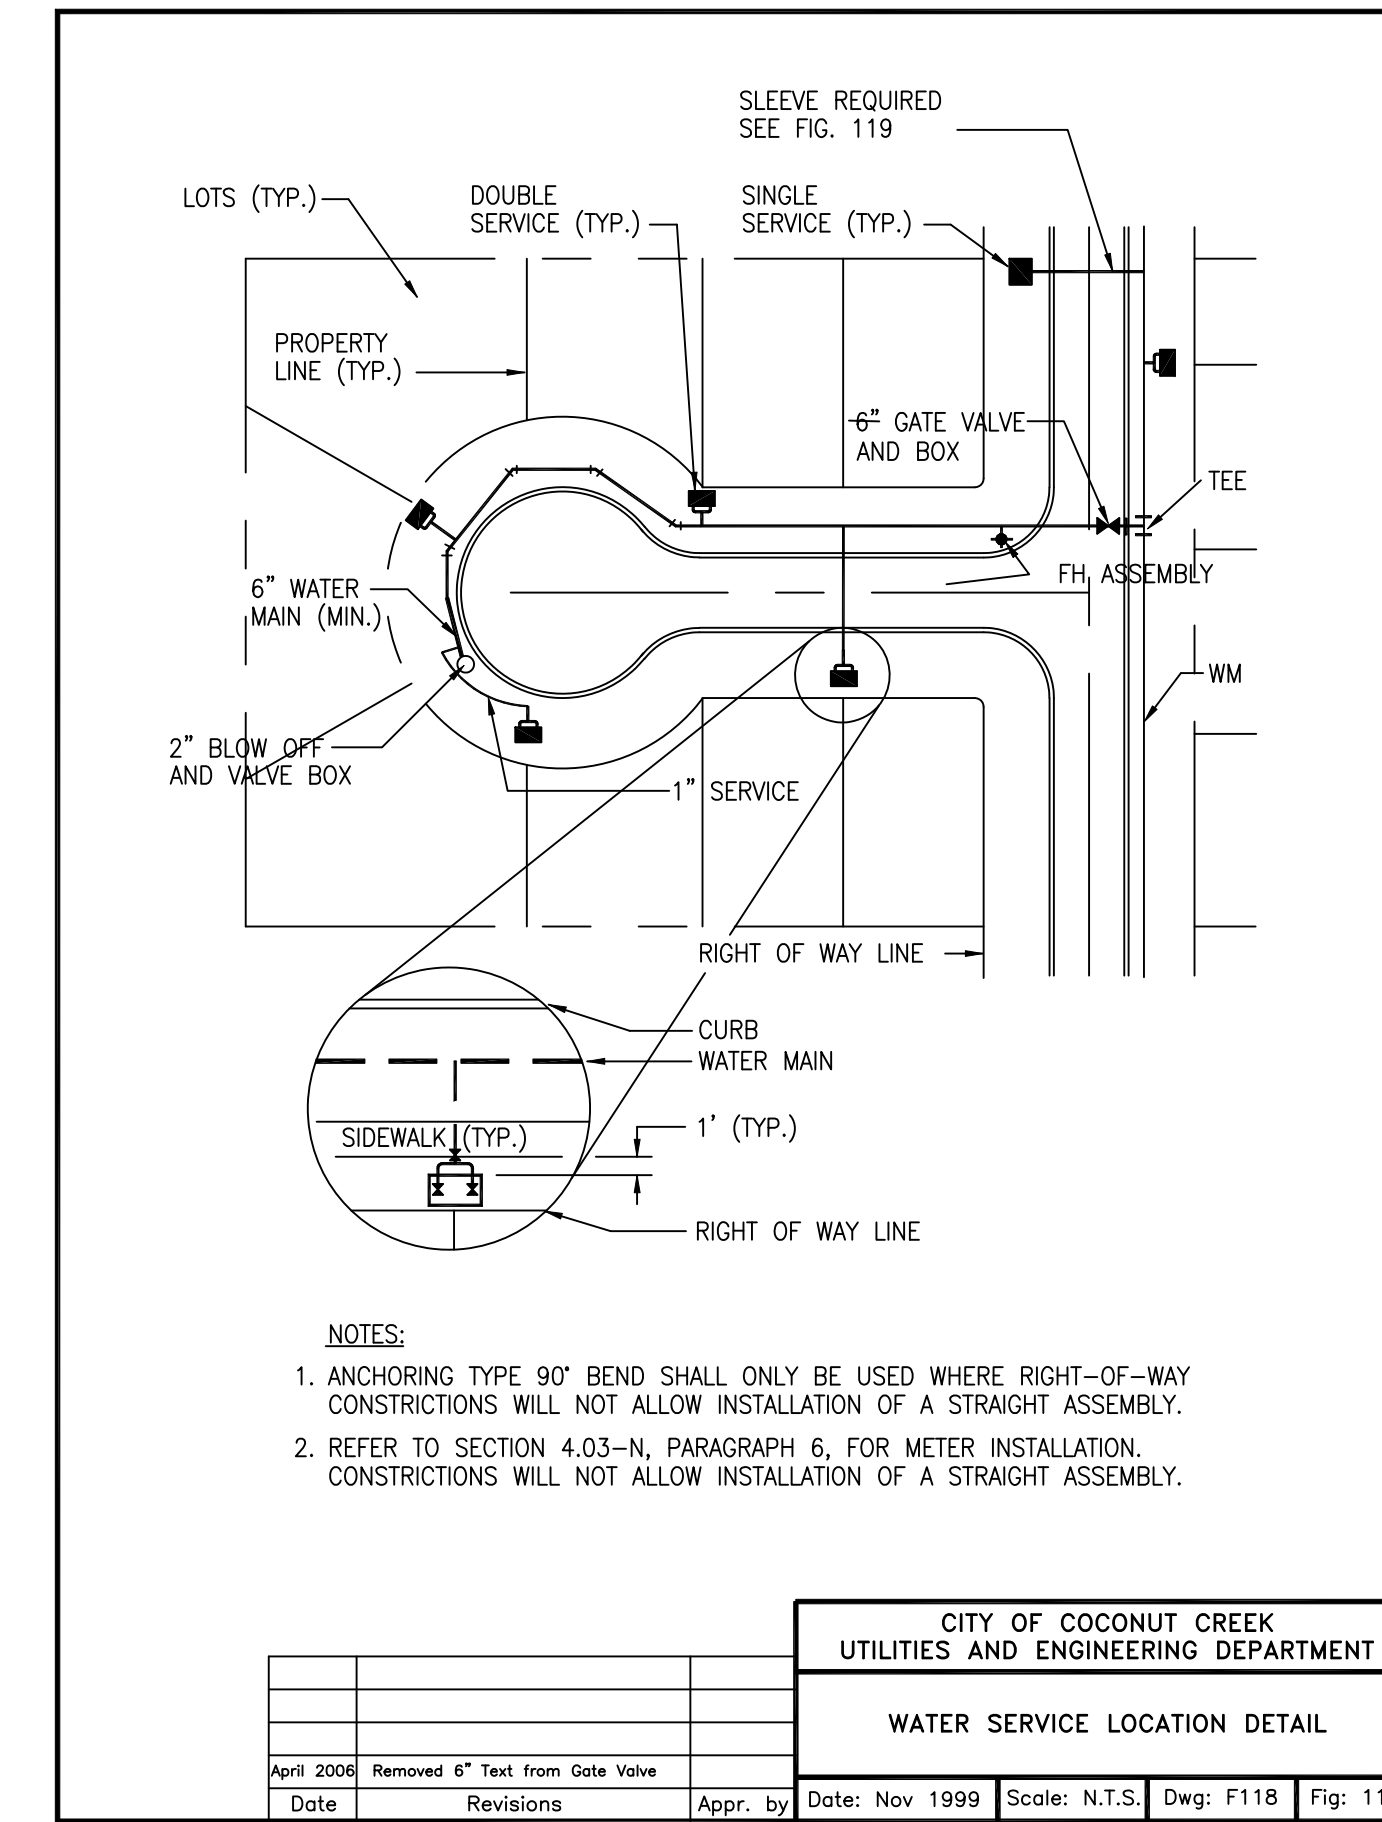 SLEEVE REQUIRED
SEE FIG. 119
LOTS (TYP.)
DOUBLE
SERVICE (TYP.)
SINGLE
SERVICE (TYP.)
PROPERTY
LINE (TYP.)
6” GATE VALVE
AND BOX
TEE
FH ASSEMBLY
6” WATER
MAIN (MIN.)
WM
2” BLOW OFF
AND VALVE BOX
1” SERVICE
RIGHT OF WAY LINE
CURB
WATER MAIN
1’ (TYP.)
SIDEWALK (TYP.)
RIGHT OF WAY LINE
NOTES:
1. ANCHORING TYPE 90° BEND SHALL ONLY BE USED WHERE RIGHT-OF-WAY
CONSTRICTIONS WILL NOT ALLOW INSTALLATION OF A STRAIGHT ASSEMBLY.
2. REFER TO SECTION 4.03-N, PARAGRAPH 6, FOR METER INSTALLATION.
CONSTRICTIONS WILL NOT ALLOW INSTALLATION OF A STRAIGHT ASSEMBLY.
CITY OF COCONUT CREEK
UTILITIES AND ENGINEERING DEPARTMENT
WATER SERVICE LOCATION DETAIL
April 2006 Removed 6” Text from Gate Valve
Date Revisions Appr. by
Date: Nov 1999 Scale: N.T.S. Dwg: F118 Fig: